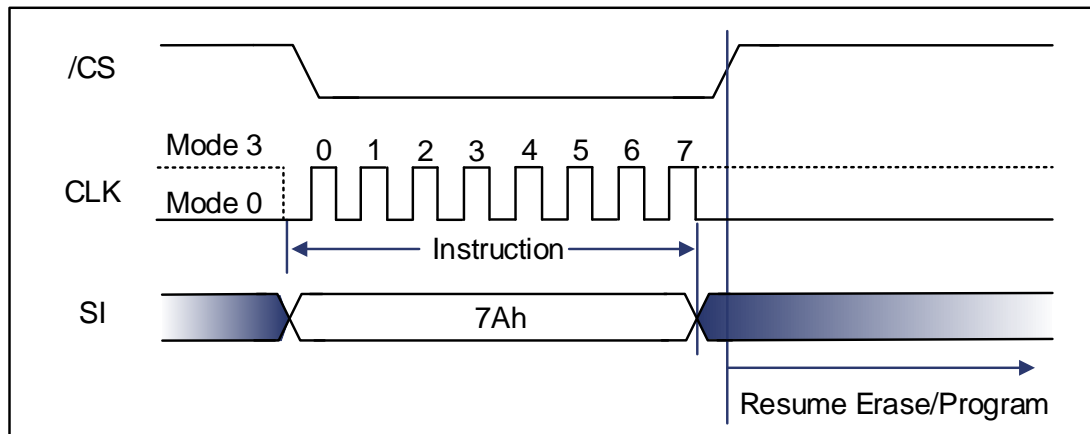 /CS
Mode 3
0 1 2 3 4 5 6 7
CLK
Mode 0
Instruction
SI
7Ah
Resume Erase/Program